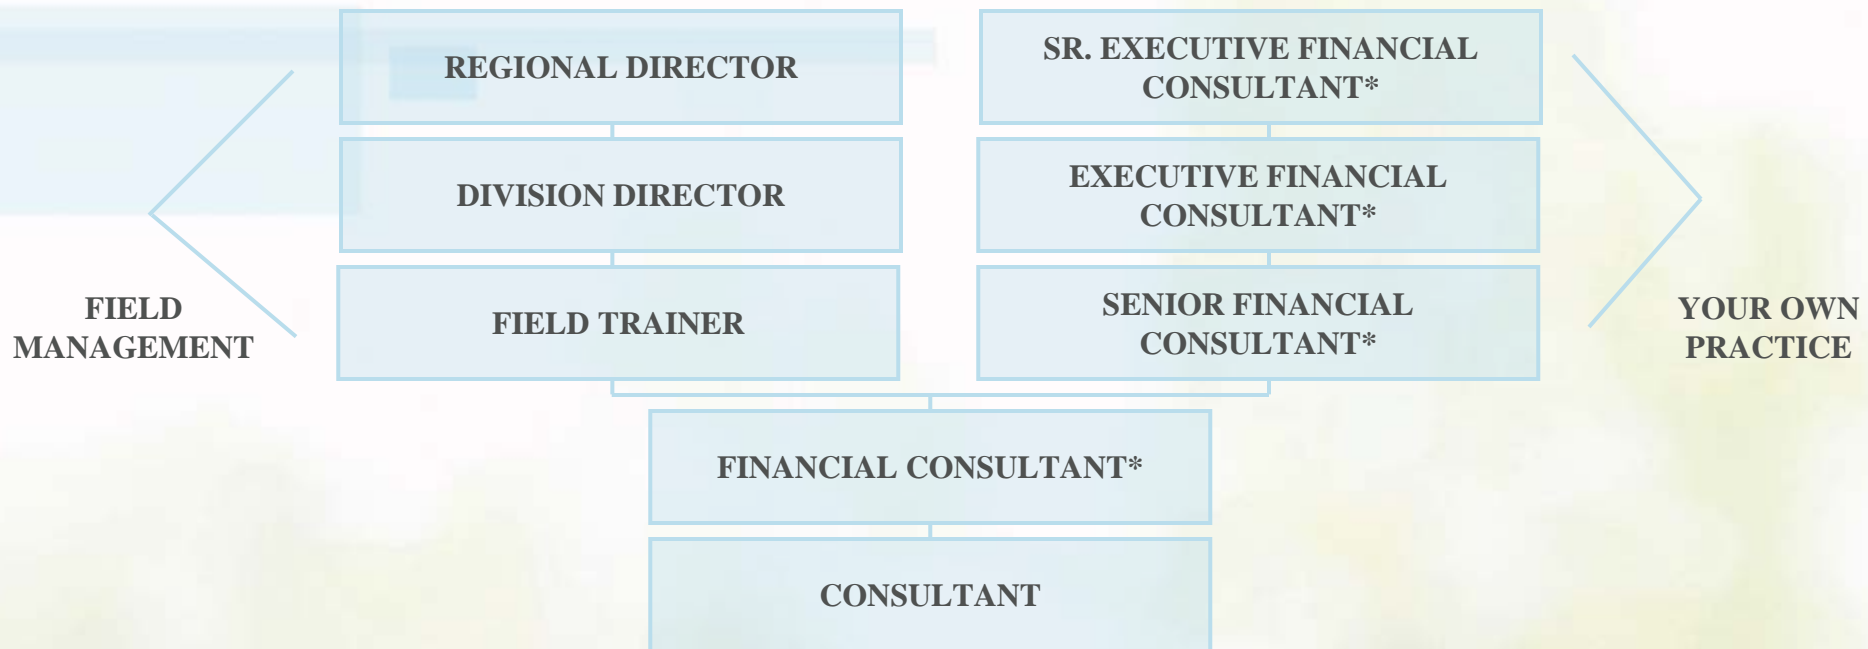 REGIONAL DIRECTOR
SR. EXECUTIVE FINANCIAL
CONSULTANT*
DIVISION DIRECTOR
EXECUTIVE FINANCIAL
CONSULTANT*
FIELD
MANAGEMENT
FIELD TRAINER
SENIOR FINANCIAL
CONSULTANT*
YOUR OWN
PRACTICE
FINANCIAL CONSULTANT*
CONSULTANT